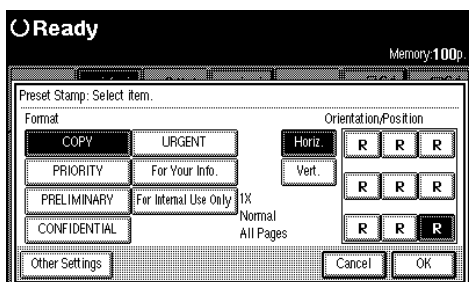 Ready
Memory:100p.
Preset Stamp: Select item.
Format Orientation/Position
COPY URGENT Horiz. R R R
PRIORITY For Your Info. Vert.
R R R
PRELIMINARY For Internal Use Only 1X
Normal
CONFIDENTIAL All Pages R R R
Other Settings Cancel OK